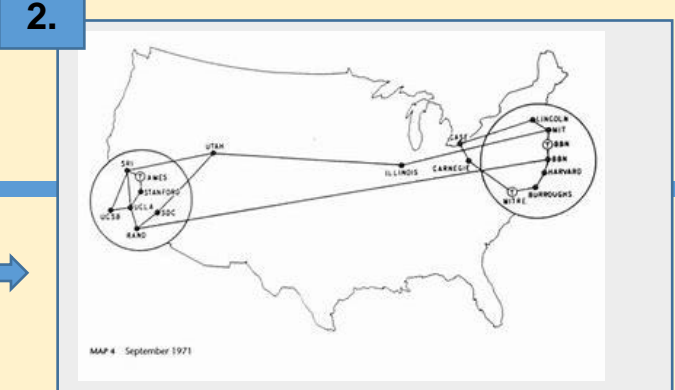 2.
LINCOLN
MIT
CASE
BBN
UTAH
BBN
SRI
ILLINOIS
CARNEGIE
HARVARD
T AMES
STANFORD
BURROUGHS
T
MITRE
UCLA
SDC
UCSB
RAND
MAP 4 September 1971